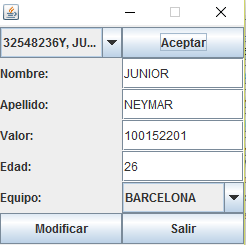 32548236Y, JU... Aceptar
Nombre: JUNIOR
Apellido: NEYMAR
Valor: 100152201
Edad: 26
Equipo: BARCELONA
Modificar Salir